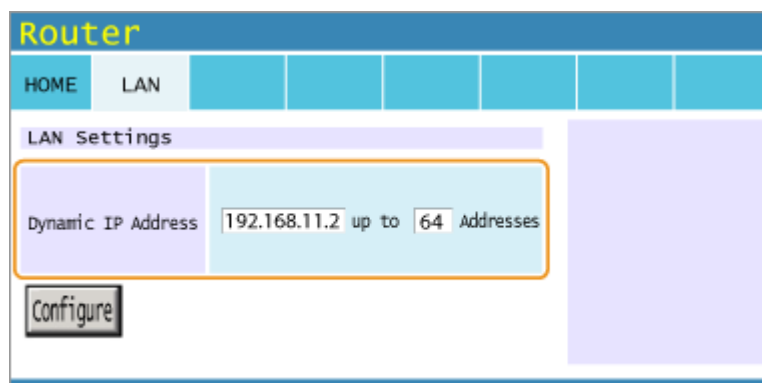 Router
HOME LAN
LAN Settings
Dynamic IP Address 192.168.11.2 up to 64 Addresses
Configure